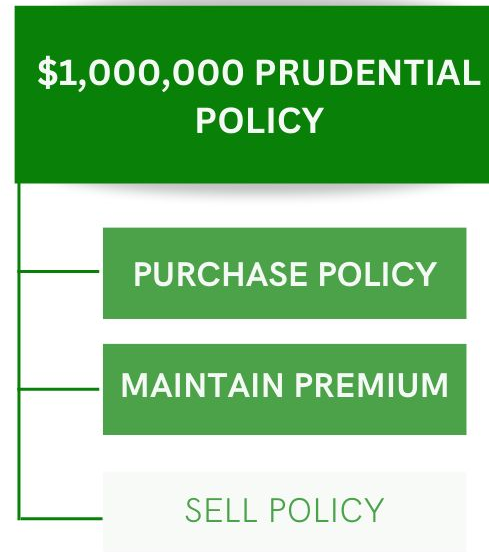 $1,000,000 PRUDENTIAL
POLICY
PURCHASE POLICY
MAINTAIN PREMIUM
SELL POLICY